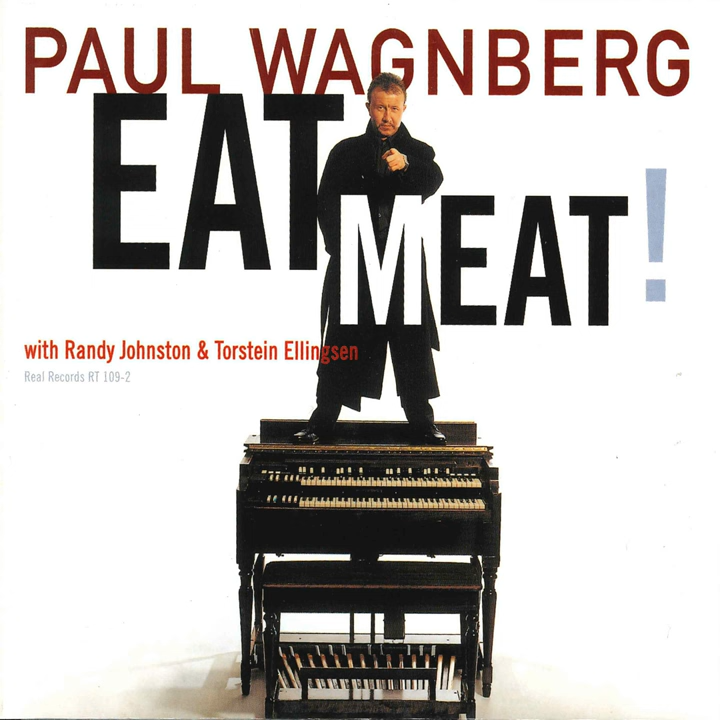 PAUL WAGNBERG
EAT
MEAT!
with Randy Johnston & Torstein Ellingsen
Real Records RT 109-2